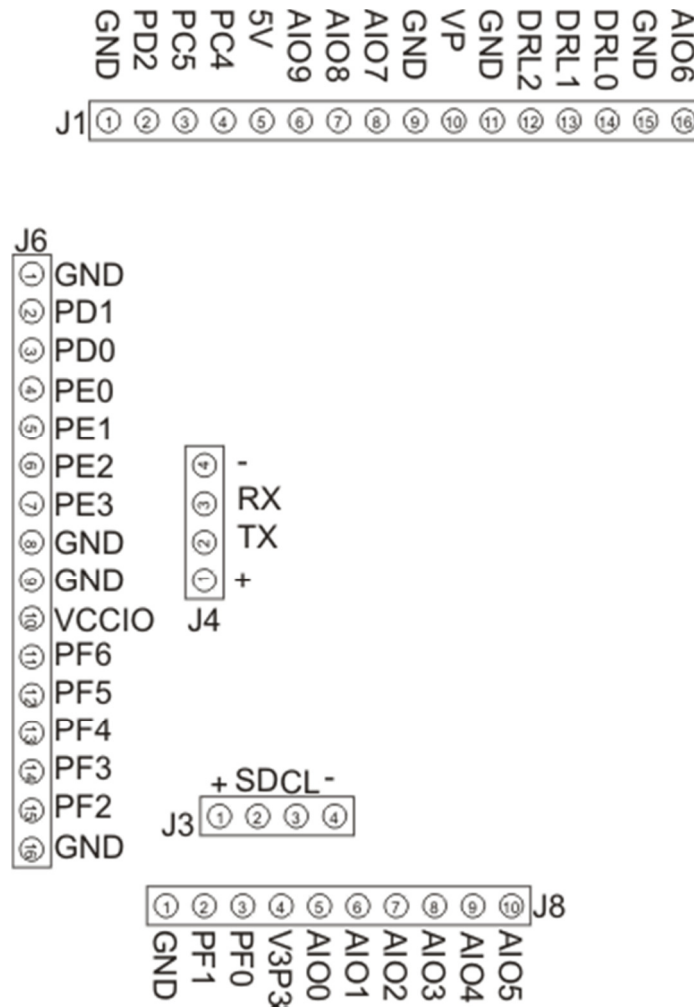 GND PD2 PC5 PC4 5V AIO9 AIO8 AIO7 GND VP GND DRL2 DRL1 DRL0 GND AIO6
J1 1 2 3 4 5 6 7 8 9 10 11 12 13 14 15 16
J6
1 GND
2 PD1
3 PD0
4 PE0
5 PE1
6 PE2
7 PE3
8 GND
9 GND
10 VCCIO
11 PF6
12 PF5
13 PF4
14 PF3
15 PF2
16 GND
4 -
3 RX
2 TX
1 +
J4
+ SD CL -
J3 1 2 3 4
1 2 3 4 5 6 7 8 9 10 J8
GND PF1 PF0 V3P3 AIO0 AIO1 AIO2 AIO3 AIO4 AIO5